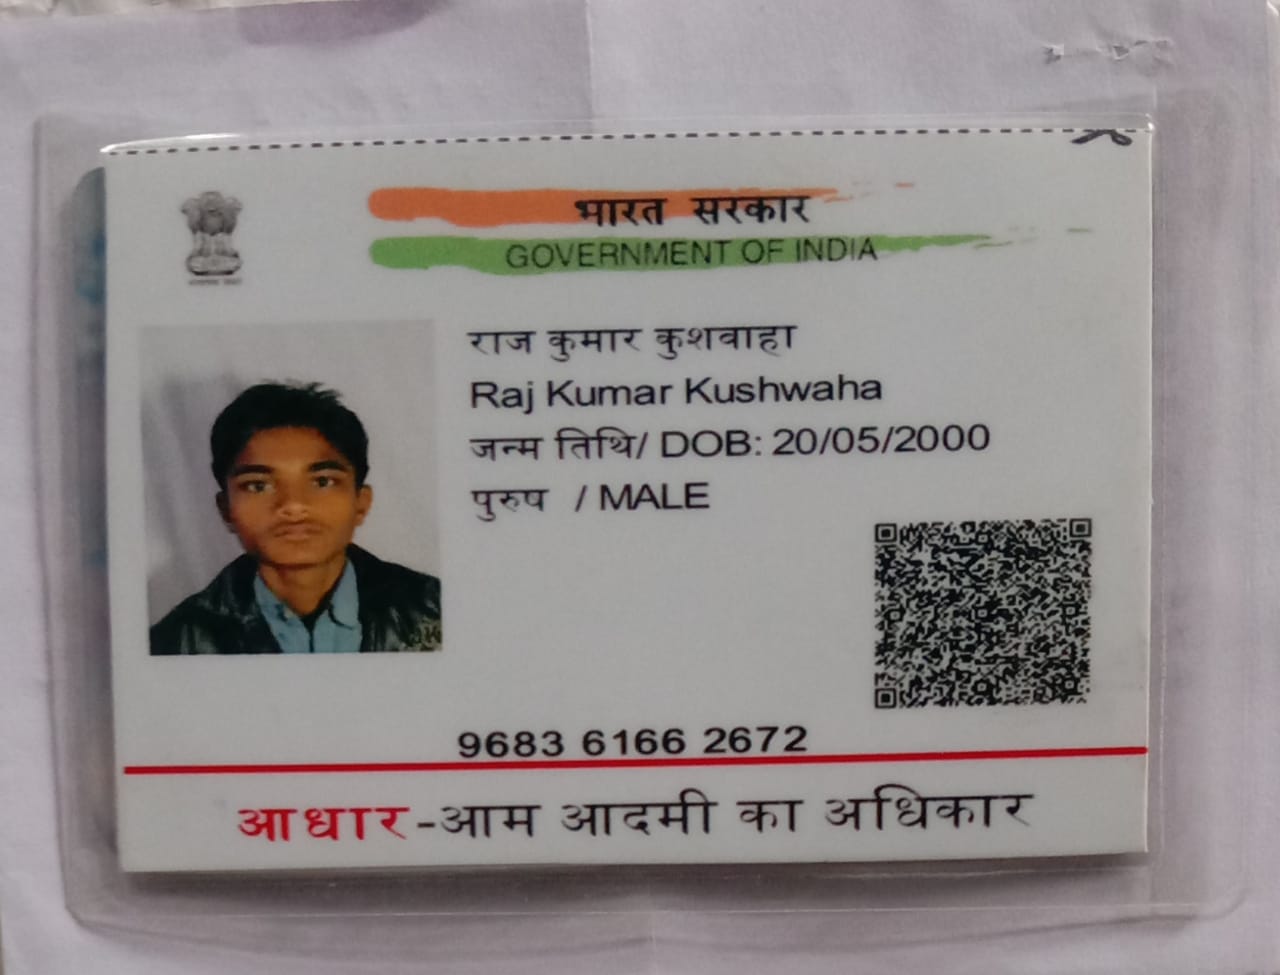 भारत सरकार
GOVERNMENT OF INDIA
राज कुमार कुशवाहा
Raj Kumar Kushwaha
जन्म तिथि/ DOB: 20/05/2000
पुरुष / MALE
9683 6166 2672
आधार-आम आदमी का अधिकार